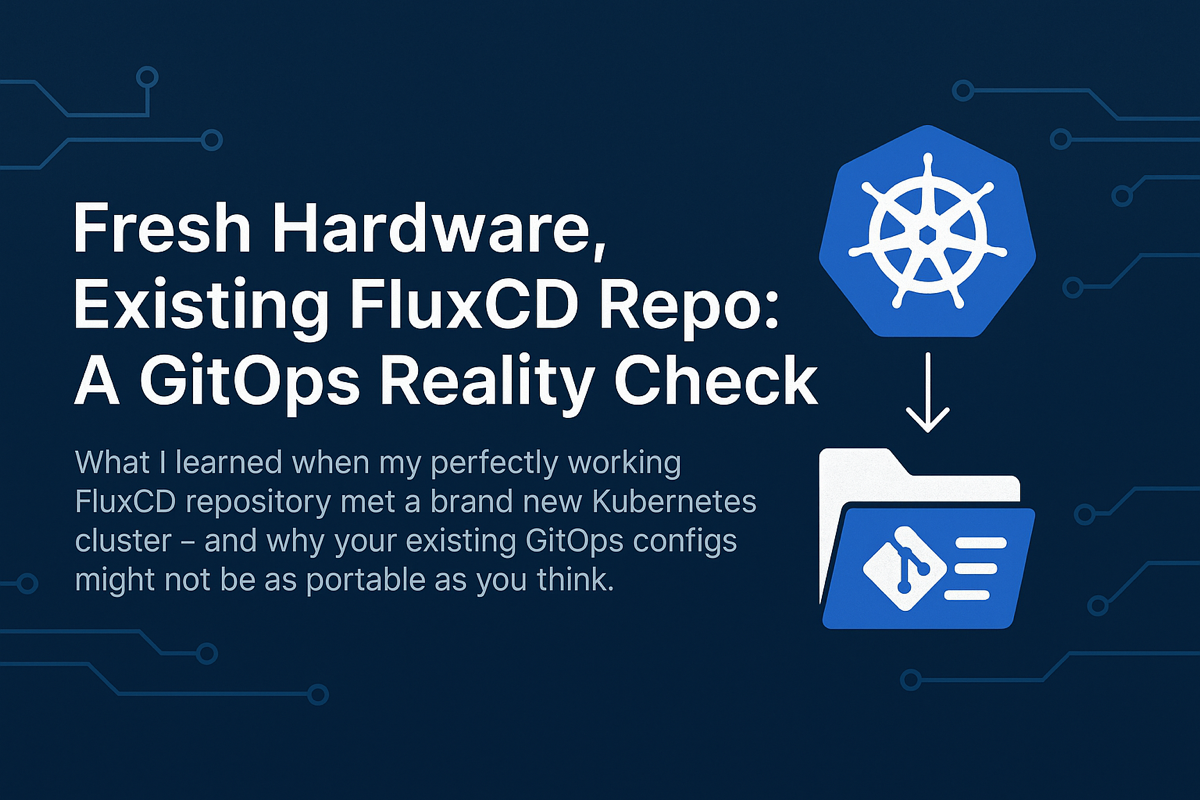 Fresh Hardware,
Existing FluxCD Repo:
A GitOps Reality Check
What I learned when my perfectly working
FluxCD repository met a brand new Kubernetes
cluster – and why your existing GitOps configs
might not be as portable as you think.